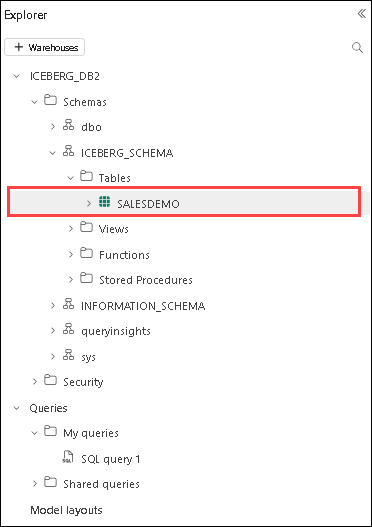 Explorer
+ Warehouses
ICEBERG_DB2
Schemas
dbo
ICEBERG_SCHEMA
Tables
SALESDEMO
Views
Functions
Stored Procedures
INFORMATION_SCHEMA
queryinsights
sys
Security
Queries
My queries
SQL query 1
Shared queries
Model layouts